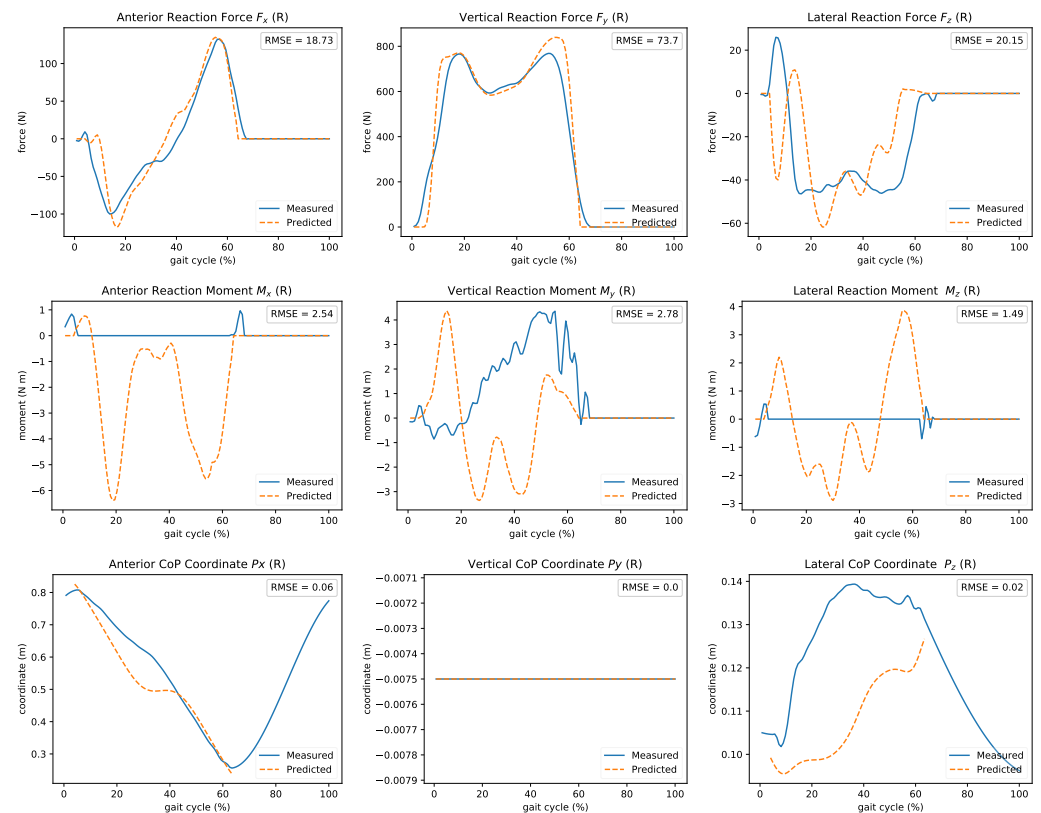 Anterior Reaction Force Fx (R)
RMSE = 18.73
100
50
0
−50
−100
force (N)
0 20 40 60 80 100
gait cycle (%)
Measured
Predicted
Vertical Reaction Force Fy (R)
RMSE = 73.7
800
600
400
200
0
force (N)
0 20 40 60 80 100
gait cycle (%)
Measured
Predicted
Lateral Reaction Force Fz (R)
RMSE = 20.15
20
0
−20
−40
−60
force (N)
0 20 40 60 80 100
gait cycle (%)
Measured
Predicted
Anterior Reaction Moment Mx (R)
RMSE = 2.54
1
0
−1
−2
−3
−4
−5
−6
moment (N m)
0 20 40 60 80 100
gait cycle (%)
Measured
Predicted
Vertical Reaction Moment My (R)
RMSE = 2.78
4
3
2
1
0
−1
−2
−3
moment (N m)
0 20 40 60 80 100
gait cycle (%)
Measured
Predicted
Lateral Reaction Moment Mz (R)
RMSE = 1.49
4
3
2
1
0
−1
−2
−3
moment (N m)
0 20 40 60 80 100
gait cycle (%)
Measured
Predicted
Anterior CoP Coordinate Px (R)
RMSE = 0.06
0.8
0.7
0.6
0.5
0.4
0.3
coordinate (m)
0 20 40 60 80 100
gait cycle (%)
Measured
Predicted
Vertical CoP Coordinate Py (R)
RMSE = 0.0
−0.0071
−0.0072
−0.0073
−0.0074
−0.0075
−0.0076
−0.0077
−0.0078
−0.0079
coordinate (m)
0 20 40 60 80 100
gait cycle (%)
Measured
Predicted
Lateral CoP Coordinate Pz (R)
RMSE = 0.02
0.14
0.13
0.12
0.11
0.10
coordinate (m)
0 20 40 60 80 100
gait cycle (%)
Measured
Predicted